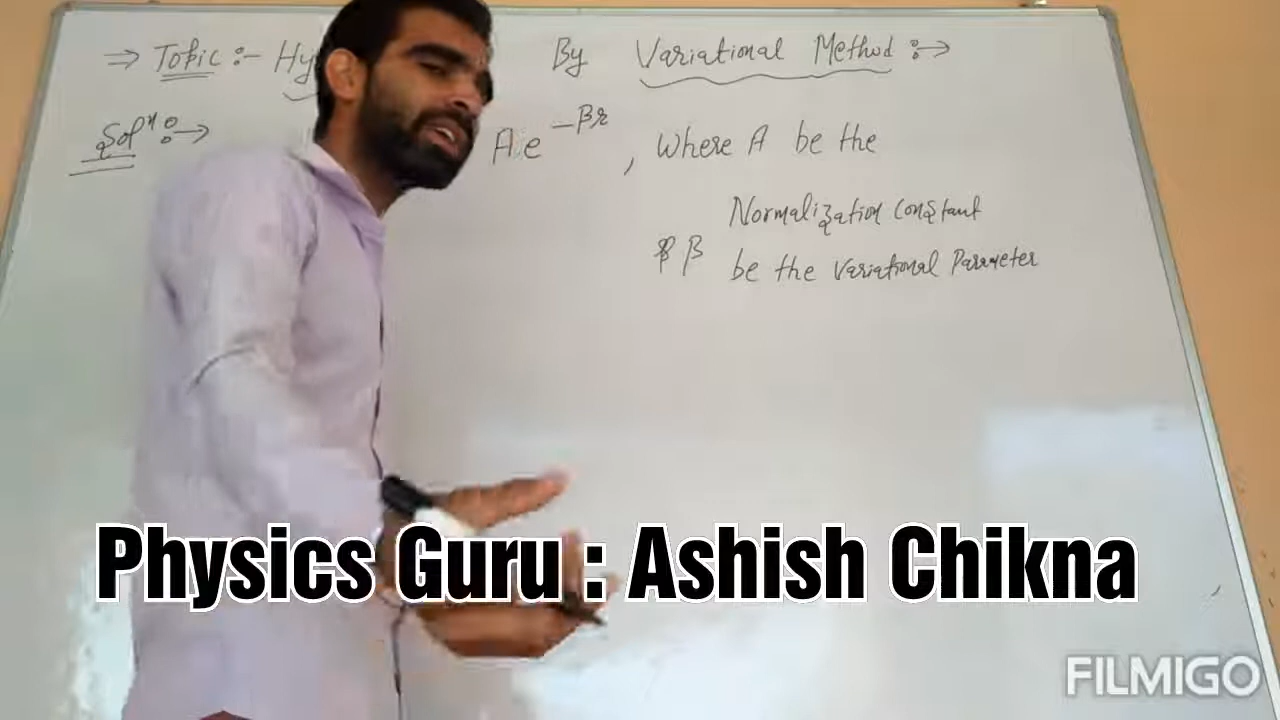 ⇒ Topic :- Hy By Variational Method :→
Solⁿ :→ A e^{-βr}, Where A be the
Normalization Constant
& β be the Variational Parameter
Physics Guru : Ashish Chikna
FILMIGO